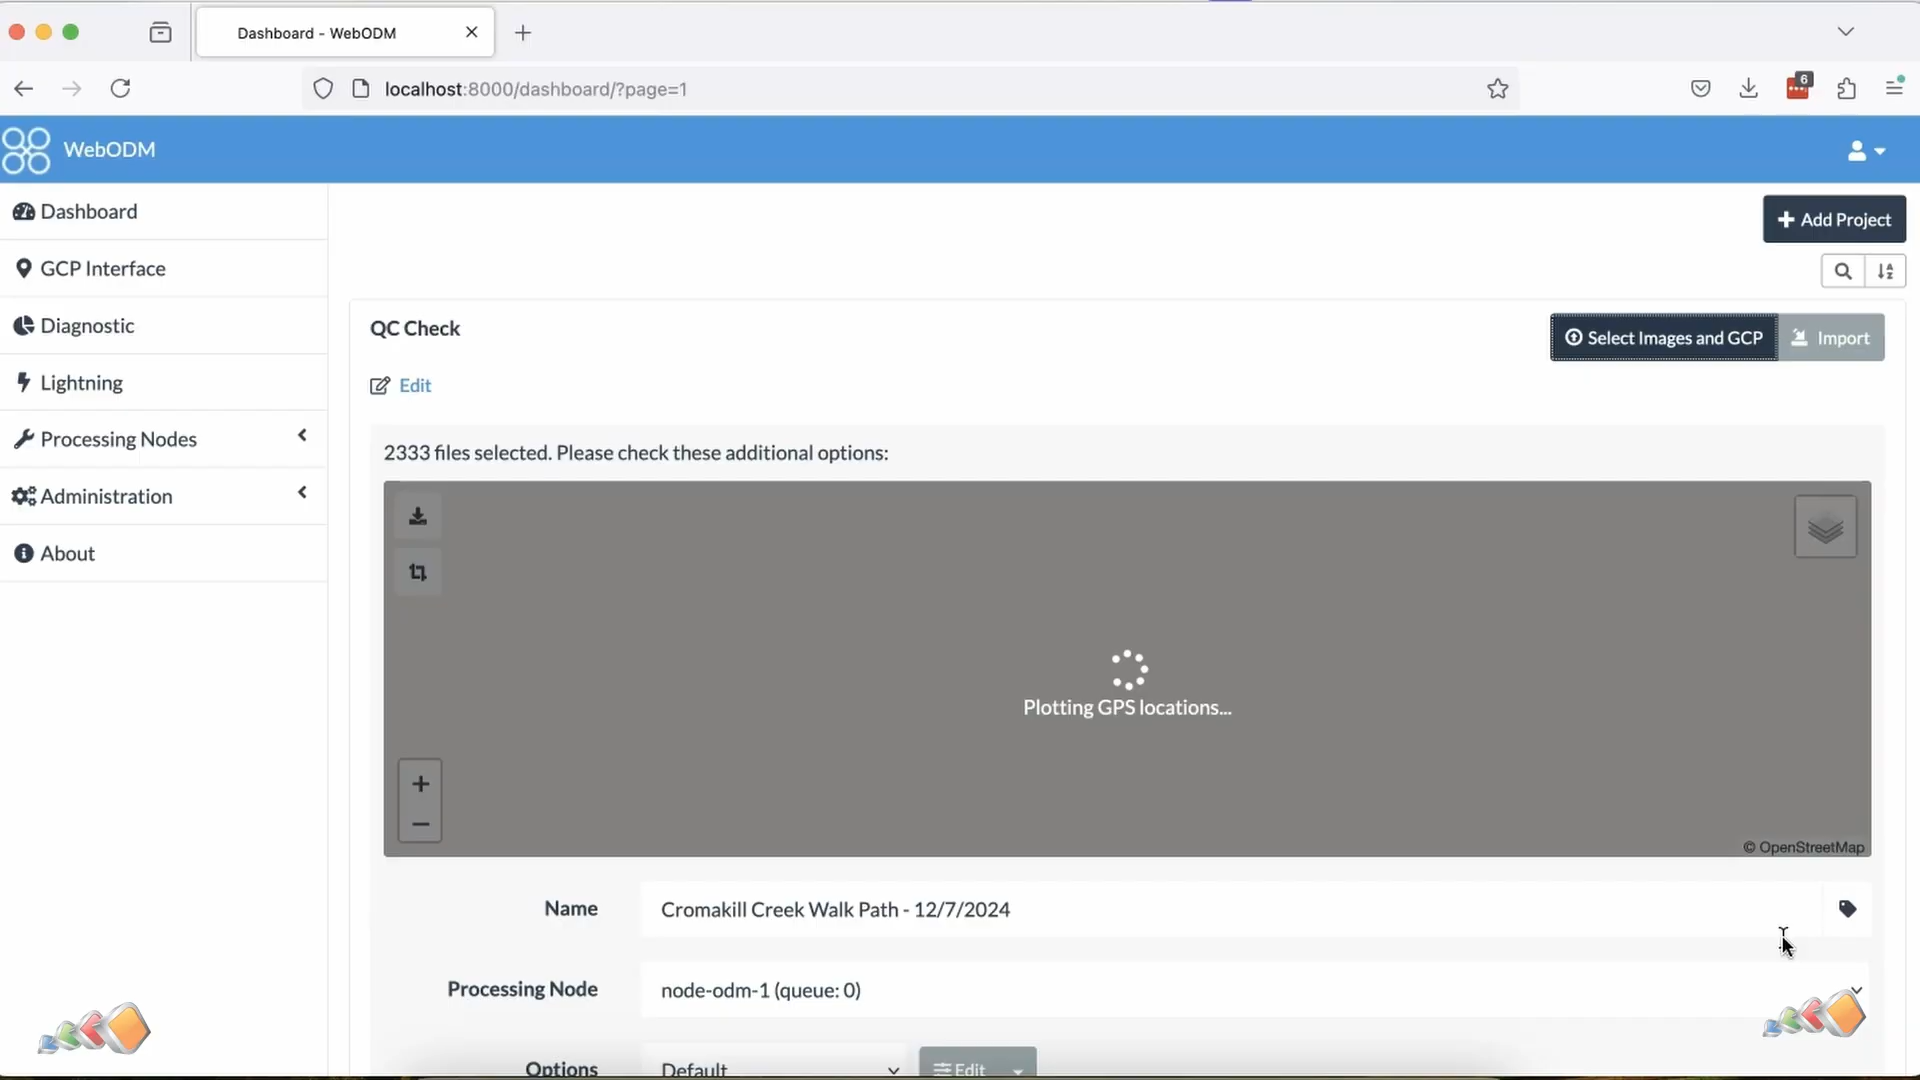 Dashboard - WebODM
localhost:8000/dashboard/?page=1
6
WebODM
Dashboard
GCP Interface
Diagnostic
Lightning
Processing Nodes
Administration
About
Add Project
QC Check
Select Images and GCP
Import
Edit
2333 files selected. Please check these additional options:
Plotting GPS locations...
+
−
© OpenStreetMap
Name
Cromakill Creek Walk Path - 12/7/2024
Processing Node
node-odm-1 (queue: 0)
Options
Default
Edit